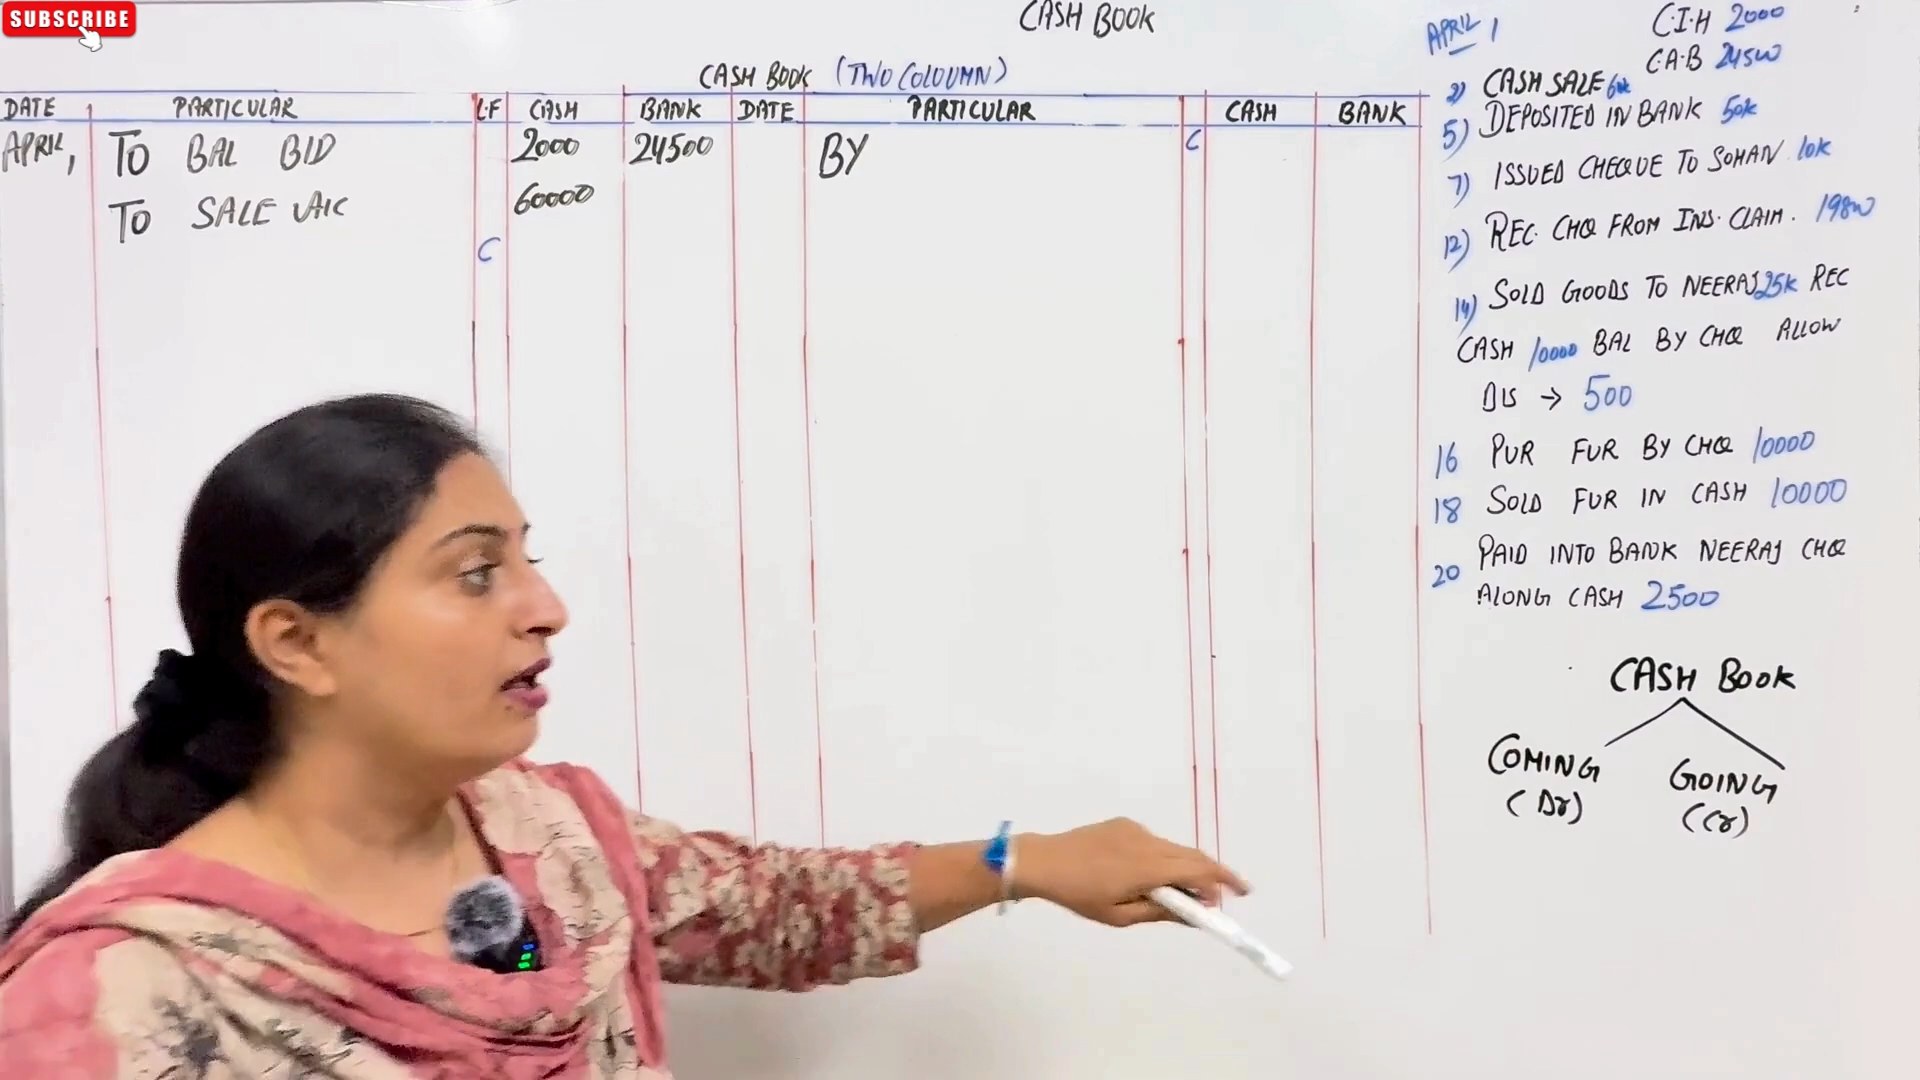 SUBSCRIBE
CASH BOOK
CASH BOOK (TWO COLOUMN)
DATE PARTICULAR L.F CASH BANK DATE PARTICULAR CASH BANK
APRIL, TO BAL B/D 2000 24500 BY C
TO SALE A/C 60000
C
APRIL 1 C.I.H 2000
C.A.B 24500
2) CASH SALE 60k
5) DEPOSITED IN BANK 50k
7) ISSUED CHEQUE TO SOHAN 10k
12) REC. CHQ FROM INS. CLAIM. 19800
14) SOLD GOODS TO NEERAJ 25k REC
CASH 10000 BAL BY CHQ ALLOW
DIS → 500
16 PUR FUR BY CHQ 10000
18 SOLD FUR IN CASH 10000
20 PAID INTO BANK NEERAJ CHQ
ALONG CASH 2500
CASH BOOK
COMING GOING
(Dr) (Cr)